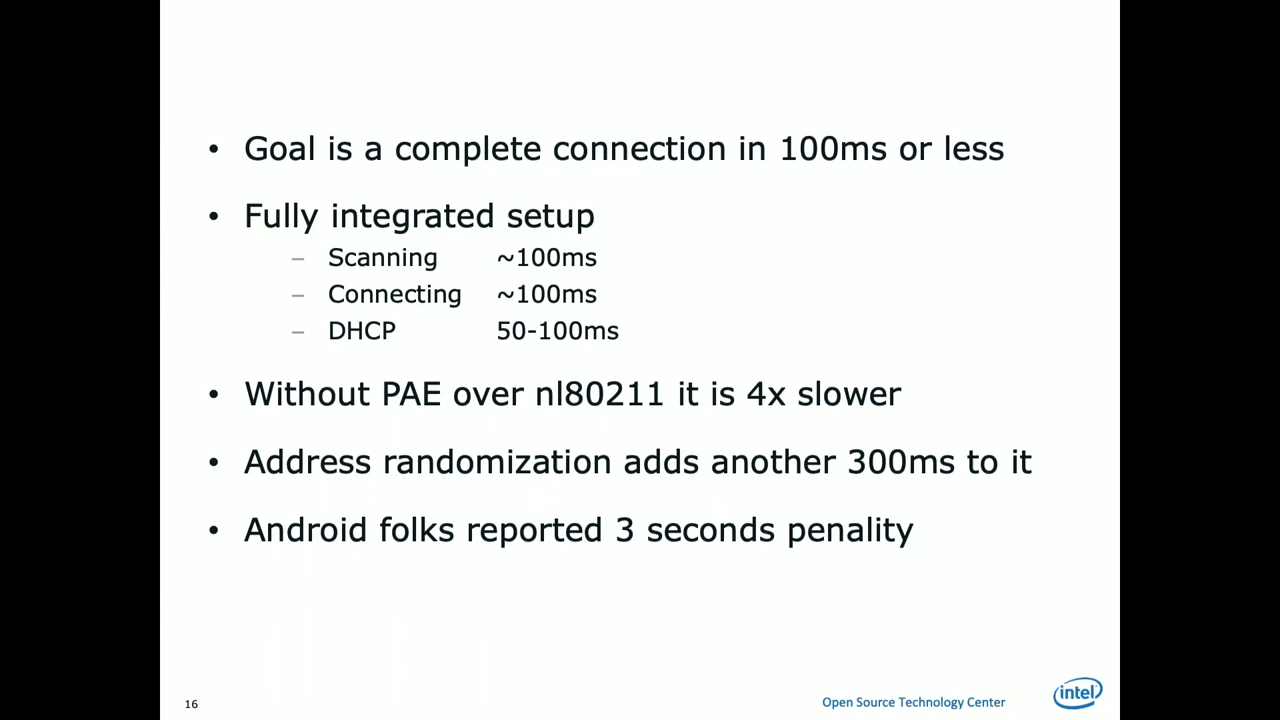 • Goal is a complete connection in 100ms or less
• Fully integrated setup
– Scanning ~100ms
– Connecting ~100ms
– DHCP 50-100ms
• Without PAE over nl80211 it is 4x slower
• Address randomization adds another 300ms to it
• Android folks reported 3 seconds penality
16
Open Source Technology Center
intel